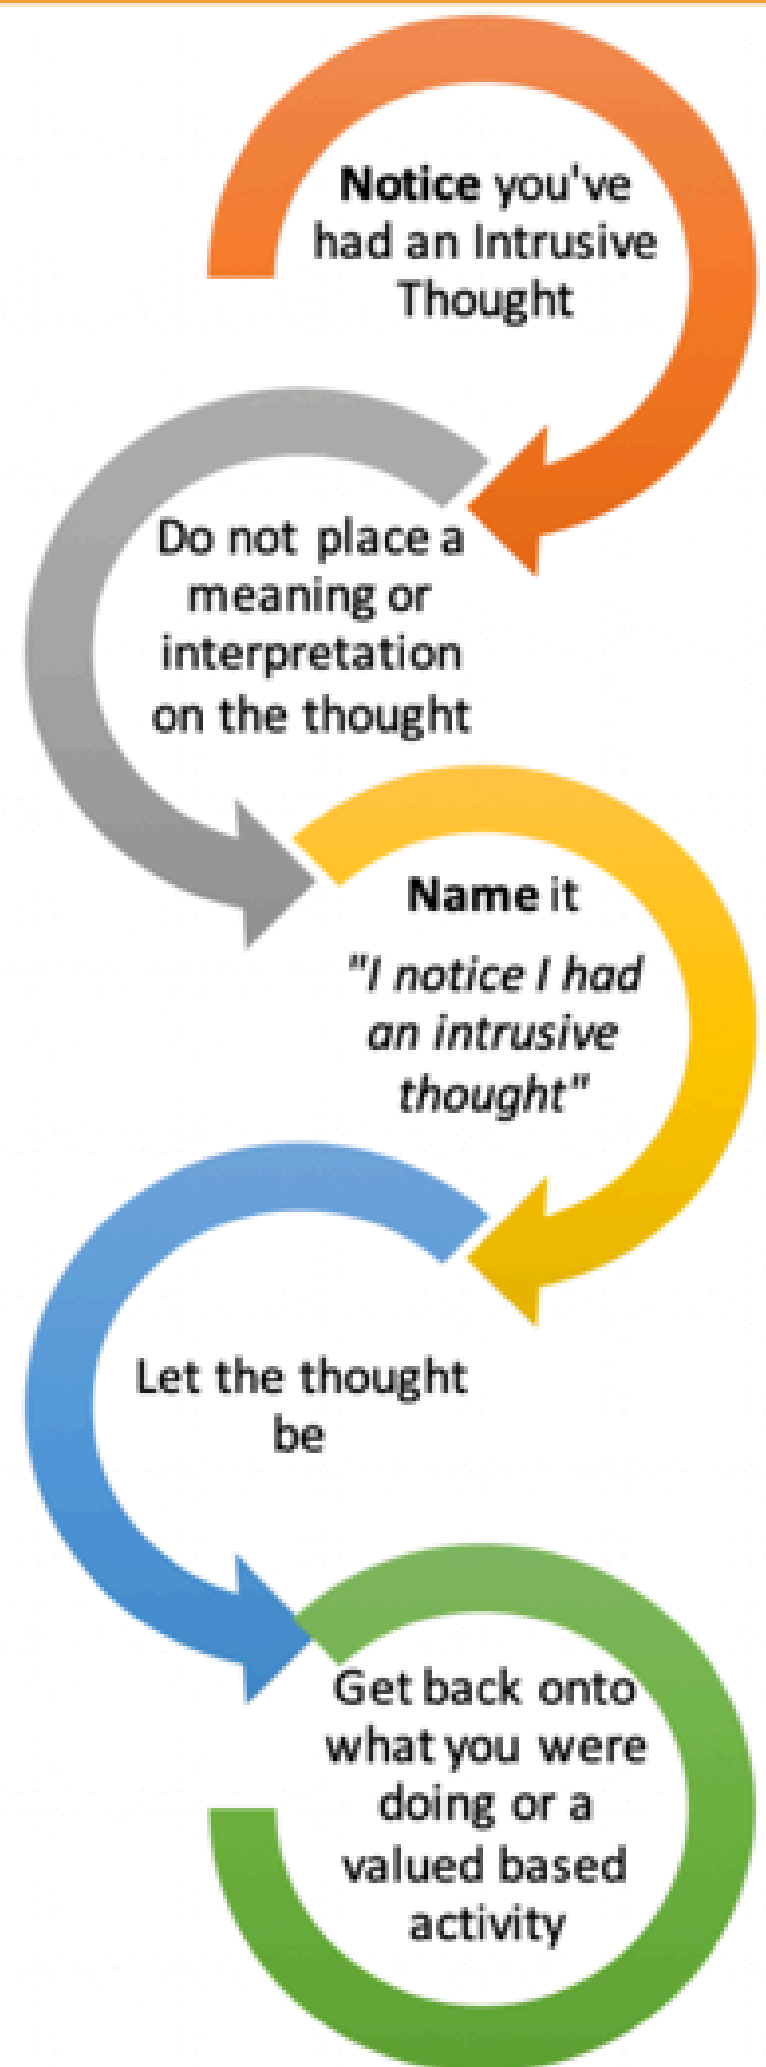 Notice you've
had an Intrusive
Thought
Do not place a
meaning or
interpretation
on the thought
Name it
"I notice I had
an intrusive
thought"
Let the thought
be
Get back onto
what you were
doing or a
valued based
activity